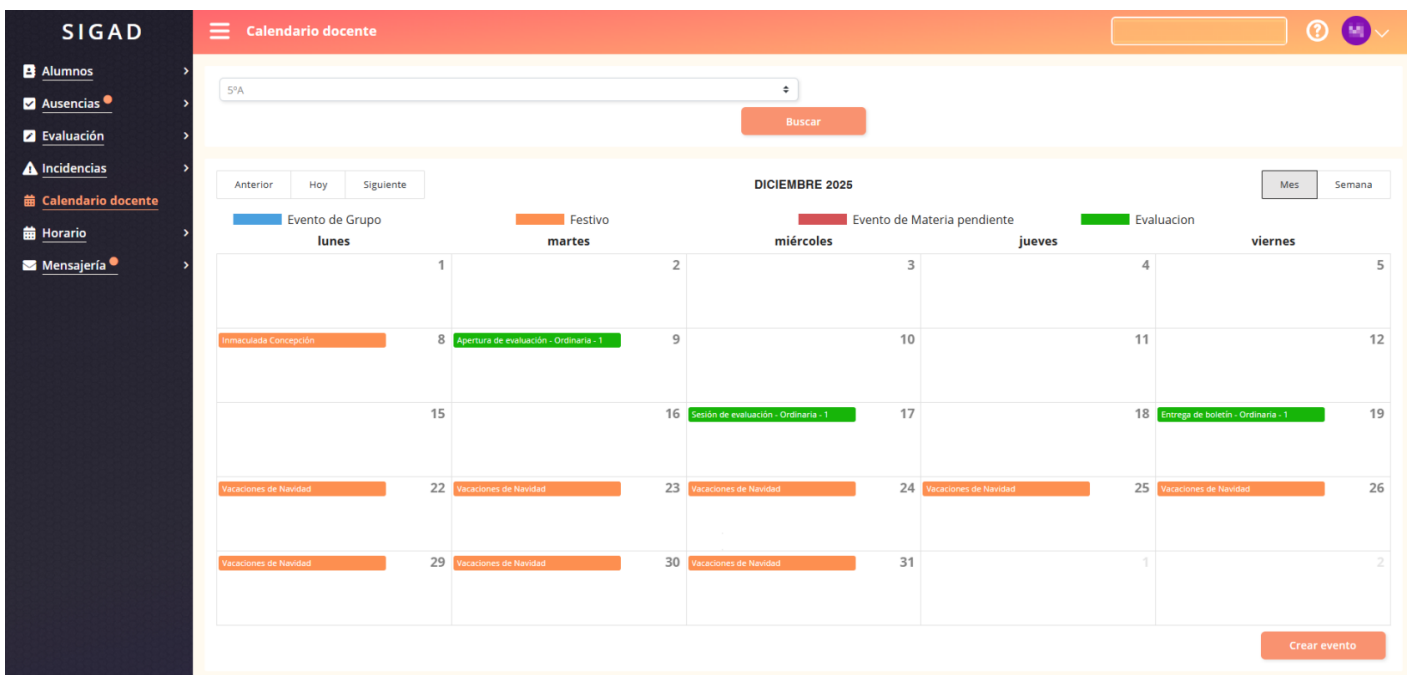 SIGAD
Calendario docente
Alumnos
Ausencias
Evaluación
Incidencias
Calendario docente
Horario
Mensajería
5ºA
Buscar
Anterior Hoy Siguiente
DICIEMBRE 2025
Mes Semana
Evento de Grupo Festivo Evento de Materia pendiente Evaluacion
lunes martes miércoles jueves viernes
1 2 3 4 5
Inmaculada Concepción 8 Apertura de evaluación - Ordinaria - 1 9 10 11 12
15 16 Sesión de evaluación - Ordinaria - 1 17 18 Entrega de boletín - Ordinaria - 1 19
Vacaciones de Navidad 22 Vacaciones de Navidad 23 Vacaciones de Navidad 24 Vacaciones de Navidad 25 Vacaciones de Navidad 26
Vacaciones de Navidad 29 Vacaciones de Navidad 30 Vacaciones de Navidad 31 1 2
Crear evento